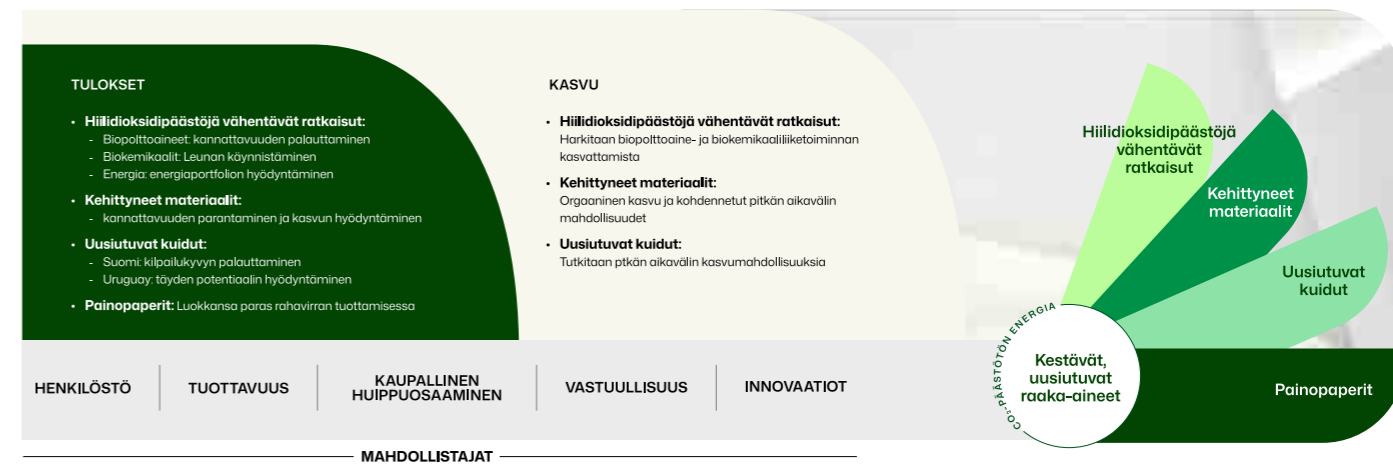 TULOKSET
• Hiilidioksidipäästöjä vähentävät ratkaisut:
- Biopolttoaineet: kannattavuuden palauttaminen
- Biokemikaalit: Leunan käynnistäminen
- Energia: energiaportfolion hyödyntäminen
• Kehittyneet materiaalit:
- kannattavuuden parantaminen ja kasvun hyödyntäminen
• Uusiutuvat kuidut:
- Suomi: kilpailukyvyn palauttaminen
- Uruguay: täyden potentiaalin hyödyntäminen
• Painopaperit: Luokkansa paras rahavirran tuottamisessa
KASVU
• Hiilidioksidipäästöjä vähentävät ratkaisut:
Harkitaan biopolttoaine- ja biokemikaaliliiketoiminnan
kasvattamista
• Kehittyneet materiaalit:
Orgaaninen kasvu ja kohdennetut pitkän aikavälin
mahdollisuudet
• Uusiutuvat kuidut:
Tutkitaan ptkän aikavälin kasvumahdollisuuksia
Hiilidioksidipäästöjä
vähentävät
ratkaisut
Kehittyneet
materiaalit
Uusiutuvat
kuidut
CO₂-PÄÄSTÖTÖN ENERGIA
Kestävät,
uusiutuvat
raaka-aineet
Painopaperit
HENKILÖSTÖ
TUOTTAVUUS
KAUPALLINEN
HUIPPUOSAAMINEN
VASTUULLISUUS
INNOVAATIOT
MAHDOLLISTAJAT